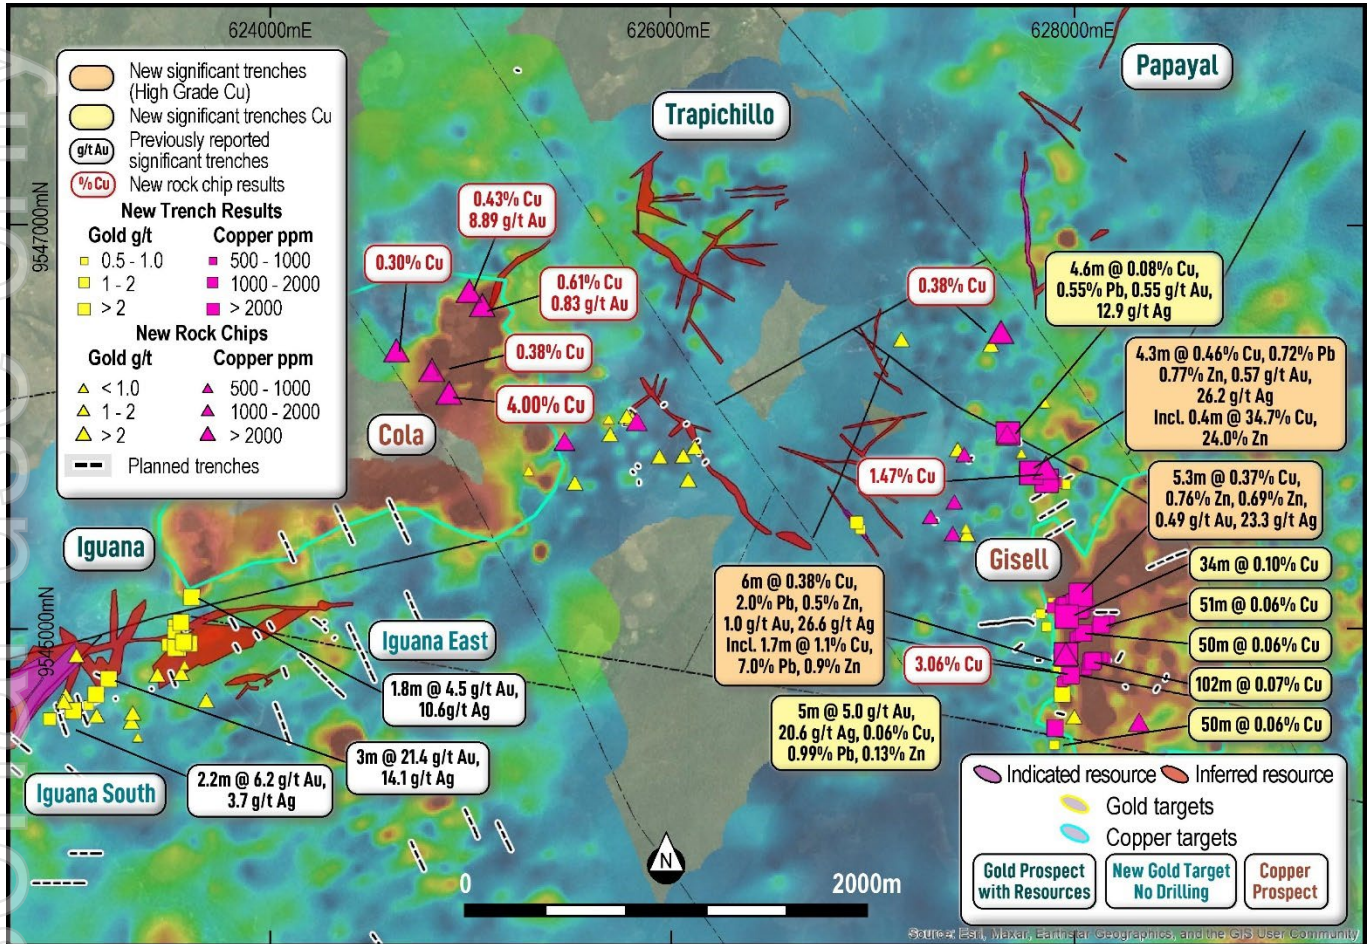 624000mE
626000mE
628000mE
9547000mN
9545000mN
New significant trenches
(High Grade Cu)
New significant trenches Cu
g/t Au
Previously reported
significant trenches
% Cu
New rock chip results
New Trench Results
Gold g/t
Copper ppm
0.5 - 1.0
500 - 1000
1 - 2
1000 - 2000
> 2
> 2000
New Rock Chips
Gold g/t
Copper ppm
< 1.0
500 - 1000
1 - 2
1000 - 2000
> 2
> 2000
Planned trenches
Papayal
Trapichillo
0.43% Cu
8.89 g/t Au
0.30% Cu
0.61% Cu
0.83 g/t Au
0.38% Cu
4.00% Cu
Cola
0.38% Cu
4.6m @ 0.08% Cu,
0.55% Pb, 0.55 g/t Au,
12.9 g/t Ag
4.3m @ 0.46% Cu, 0.72% Pb
0.77% Zn, 0.57 g/t Au,
26.2 g/t Ag
Incl. 0.4m @ 34.7% Cu,
24.0% Zn
1.47% Cu
5.3m @ 0.37% Cu,
0.76% Zn, 0.69% Zn,
0.49 g/t Au, 23.3 g/t Ag
Gisell
34m @ 0.10% Cu
51m @ 0.06% Cu
50m @ 0.06% Cu
102m @ 0.07% Cu
50m @ 0.06% Cu
6m @ 0.38% Cu,
2.0% Pb, 0.5% Zn,
1.0 g/t Au, 26.6 g/t Ag
Incl. 1.7m @ 1.1% Cu,
7.0% Pb, 0.9% Zn
3.06% Cu
5m @ 5.0 g/t Au,
20.6 g/t Ag, 0.06% Cu,
0.99% Pb, 0.13% Zn
Iguana
Iguana East
1.8m @ 4.5 g/t Au,
10.6g/t Ag
3m @ 21.4 g/t Au,
14.1 g/t Ag
2.2m @ 6.2 g/t Au,
3.7 g/t Ag
Iguana South
N
0
2000m
Indicated resource
Inferred resource
Gold targets
Copper targets
Gold Prospect
with Resources
New Gold Target
No Drilling
Copper
Prospect
Source: Esri, Maxar, Earthstar Geographics, and the GIS User Community